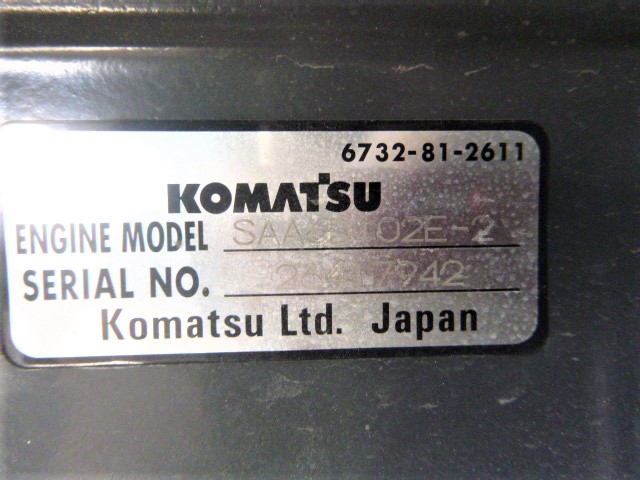 6732-81-2611
KOMATSU
ENGINE MODEL
SERIAL NO.
Komatsu Ltd. Japan